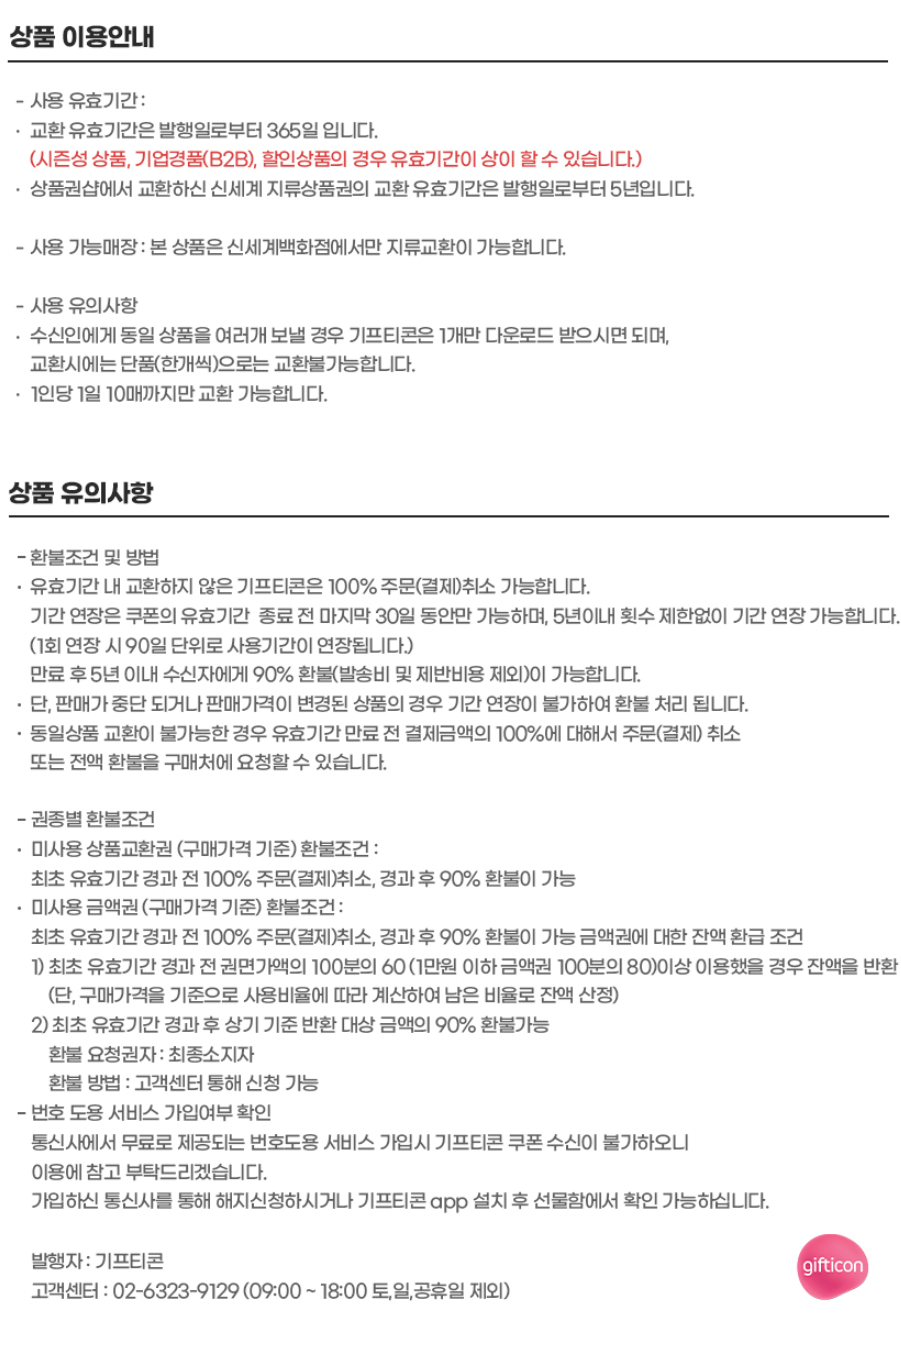 상품 이용안내
- 사용 유효기간 :
· 교환 유효기간은 발행일로부터 365일 입니다.
(시즌성 상품, 기업경품(B2B), 할인상품의 경우 유효기간이 상이 할 수 있습니다.)
· 상품권샵에서 교환하신 신세계 지류상품권의 교환 유효기간은 발행일로부터 5년입니다.
- 사용 가능매장 : 본 상품은 신세계백화점에서만 지류교환이 가능합니다.
- 사용 유의사항
· 수신인에게 동일 상품을 여러개 보낼 경우 기프티콘은 1개만 다운로드 받으시면 되며,
교환시에는 단품(한개씩)으로는 교환불가능합니다.
· 1인당 1일 10매까지만 교환 가능합니다.
상품 유의사항
- 환불조건 및 방법
· 유효기간 내 교환하지 않은 기프티콘은 100% 주문(결제)취소 가능합니다.
기간 연장은 쿠폰의 유효기간 종료 전 마지막 30일 동안만 가능하며, 5년이내 횟수 제한없이 기간 연장 가능합니다.
(1회 연장 시 90일 단위로 사용기간이 연장됩니다.)
만료 후 5년 이내 수신자에게 90% 환불(발송비 및 제반비용 제외)이 가능합니다.
· 단, 판매가 중단 되거나 판매가격이 변경된 상품의 경우 기간 연장이 불가하여 환불 처리 됩니다.
· 동일상품 교환이 불가능한 경우 유효기간 만료 전 결제금액의 100%에 대해서 주문(결제) 취소
또는 전액 환불을 구매처에 요청할 수 있습니다.
- 권종별 환불조건
· 미사용 상품교환권 (구매가격 기준) 환불조건 :
최초 유효기간 경과 전 100% 주문(결제)취소, 경과 후 90% 환불이 가능
· 미사용 금액권 (구매가격 기준) 환불조건 :
최초 유효기간 경과 전 100% 주문(결제)취소, 경과 후 90% 환불이 가능 금액권에 대한 잔액 환급 조건
1) 최초 유효기간 경과 전 권면가액의 100분의 60 (1만원 이하 금액권 100분의 80)이상 이용했을 경우 잔액을 반환
(단, 구매가격을 기준으로 사용비율에 따라 계산하여 남은 비율로 잔액 산정)
2) 최초 유효기간 경과 후 상기 기준 반환 대상 금액의 90% 환불가능
환불 요청권자 : 최종소지자
환불 방법 : 고객센터 통해 신청 가능
- 번호 도용 서비스 가입여부 확인
통신사에서 무료로 제공되는 번호도용 서비스 가입시 기프티콘 쿠폰 수신이 불가하오니
이용에 참고 부탁드리겠습니다.
가입하신 통신사를 통해 해지신청하시거나 기프티콘 app 설치 후 선물함에서 확인 가능하십니다.
발행자 : 기프티콘
고객센터 : 02-6323-9129 (09:00 ~ 18:00 토,일,공휴일 제외)
gifticon